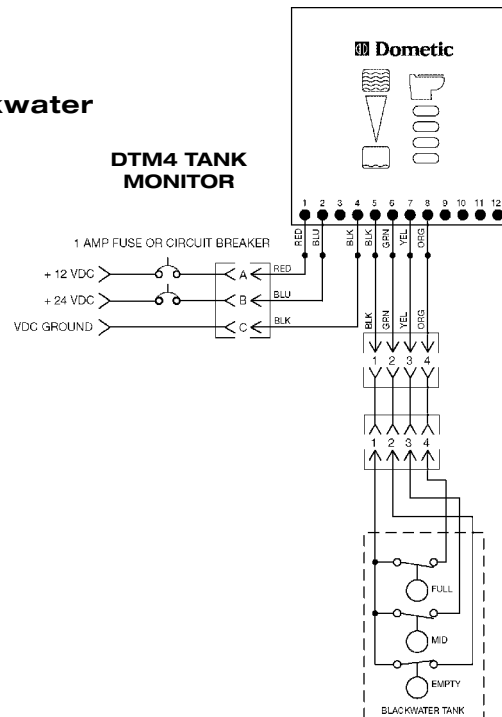 Dometic
kwater
DTM4 TANK
MONITOR
1 2 3 4 5 6 7 8 9 10 11 12
RED BLU BLK BLK GRN YEL ORG
1 AMP FUSE OR CIRCUIT BREAKER
+ 12 VDC A RED
+ 24 VDC B BLU
VDC GROUND C BLK
BLK GRN YEL ORG
1 2 3 4
1 2 3 4
FULL
MID
EMPTY
BLACKWATER TANK